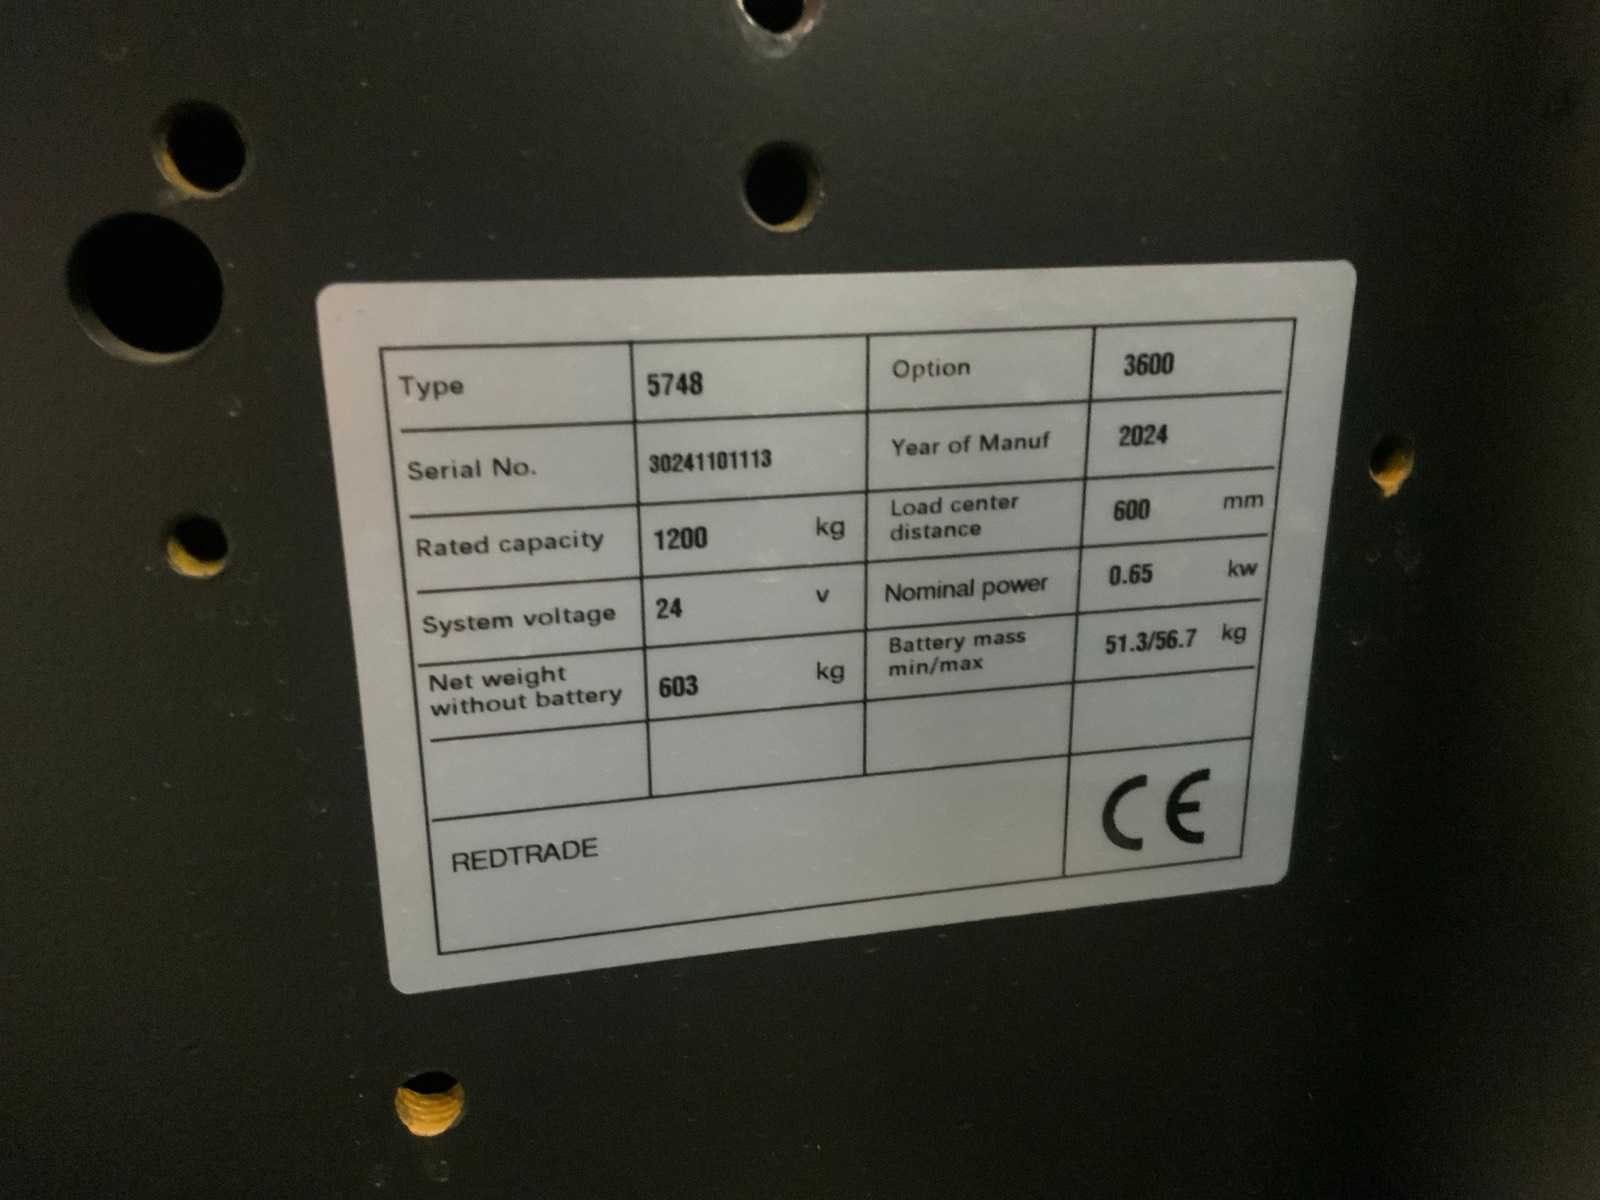 Type 5748 Option 3600
Serial No. 30241101113 Year of Manuf 2024
Rated capacity 1200 kg Load center distance 600 mm
System voltage 24 v Nominal power 0.65 kw
Net weight without battery 603 kg Battery mass min/max 51.3/56.7 kg
REDTRADE CE